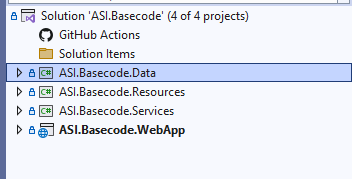 Solution 'ASI.Basecode' (4 of 4 projects)
GitHub Actions
Solution Items
C# ASI.Basecode.Data
C# ASI.Basecode.Resources
C# ASI.Basecode.Services
ASI.Basecode.WebApp